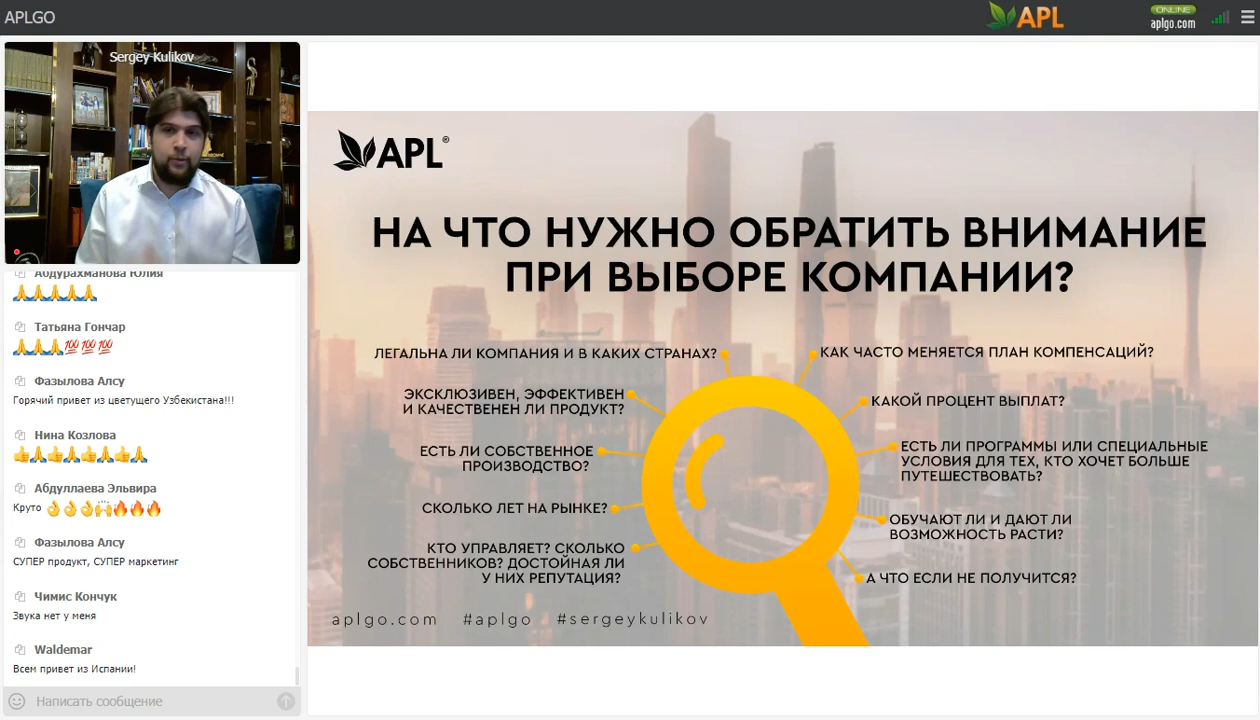 APLGO
APL
ONLINE
aplgo.com
Sergey Kulikov
Абдурахманова Юлия
Татьяна Гончар
Фазылова Алсу
Горячий привет из цветущего Узбекистана!!!
Нина Козлова
Абдуллаева Эльвира
Круто
Фазылова Алсу
СУПЕР продукт, СУПЕР маркетинг
Чимис Кончук
Звука нет у меня
Waldemar
Всем привет из Испании!
Написать сообщение
APL®
НА ЧТО НУЖНО ОБРАТИТЬ ВНИМАНИЕ
ПРИ ВЫБОРЕ КОМПАНИИ?
ЛЕГАЛЬНА ЛИ КОМПАНИЯ И В КАКИХ СТРАНАХ?
ЭКСКЛЮЗИВЕН, ЭФФЕКТИВЕН
И КАЧЕСТВЕНЕН ЛИ ПРОДУКТ?
ЕСТЬ ЛИ СОБСТВЕННОЕ
ПРОИЗВОДСТВО?
СКОЛЬКО ЛЕТ НА РЫНКЕ?
КТО УПРАВЛЯЕТ? СКОЛЬКО
СОБСТВЕННИКОВ? ДОСТОЙНАЯ ЛИ
У НИХ РЕПУТАЦИЯ?
КАК ЧАСТО МЕНЯЕТСЯ ПЛАН КОМПЕНСАЦИЙ?
КАКОЙ ПРОЦЕНТ ВЫПЛАТ?
ЕСТЬ ЛИ ПРОГРАММЫ ИЛИ СПЕЦИАЛЬНЫЕ
УСЛОВИЯ ДЛЯ ТЕХ, КТО ХОЧЕТ БОЛЬШЕ
ПУТЕШЕСТВОВАТЬ?
ОБУЧАЮТ ЛИ И ДАЮТ ЛИ
ВОЗМОЖНОСТЬ РАСТИ?
А ЧТО ЕСЛИ НЕ ПОЛУЧИТСЯ?
aplgo.com #aplgo #sergeykulikov